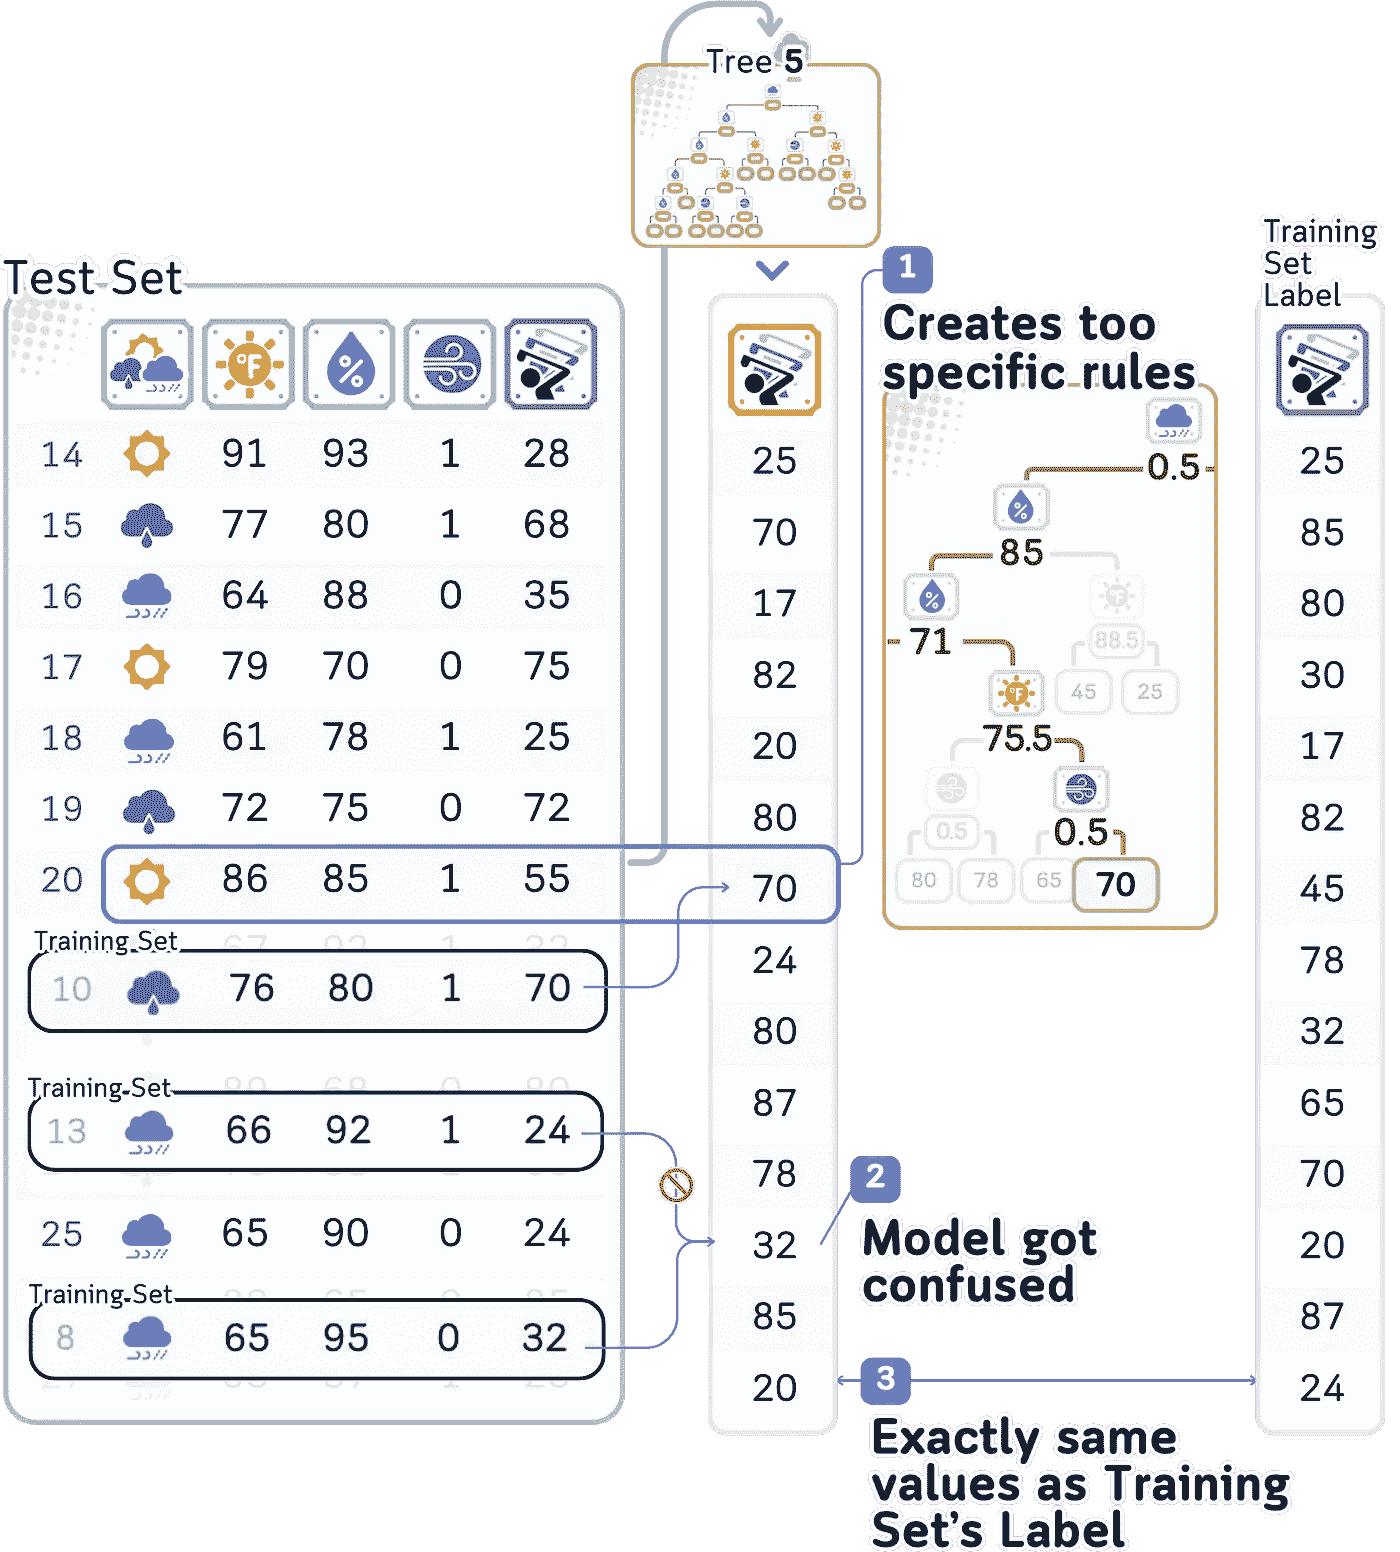 Tree 5
Training
Set
Label
Test Set
°F
%
1
Creates too
specific rules
14 91 93 1 28
15 77 80 1 68
16 64 88 0 35
17 79 70 0 75
18 61 78 1 25
19 72 75 0 72
20 86 85 1 55
Training Set
10 76 80 1 70
Training Set
13 66 92 1 24
25 65 90 0 24
Training Set
8 65 95 0 32
25
70
17
82
20
80
70
24
80
87
78
32
85
20
0.5
%
85
%
°F
71
88.5
45 25
°F
75.5
0.5
0.5
80 78 65 70
2
Model got
confused
3
Exactly same
values as Training
Set's Label
25
85
80
30
17
82
45
78
32
65
70
20
87
24